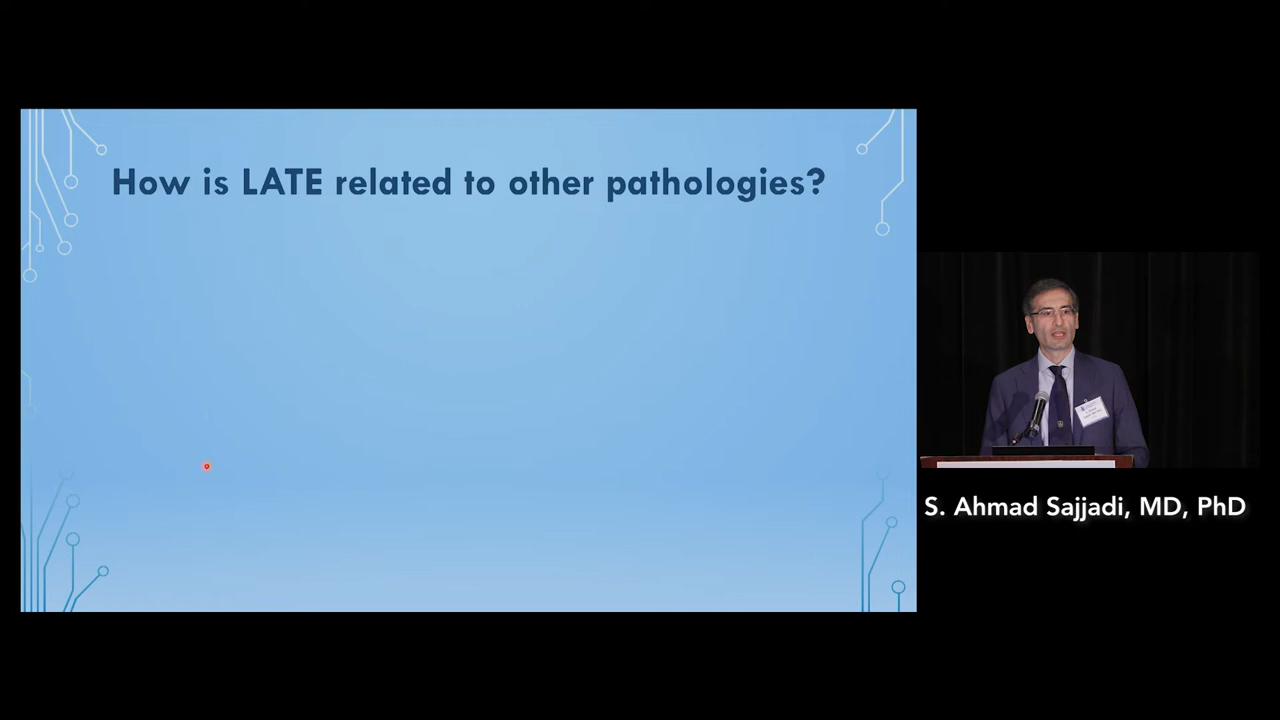 How is LATE related to other pathologies?
S. Ahmad Sajjadi, MD, PhD